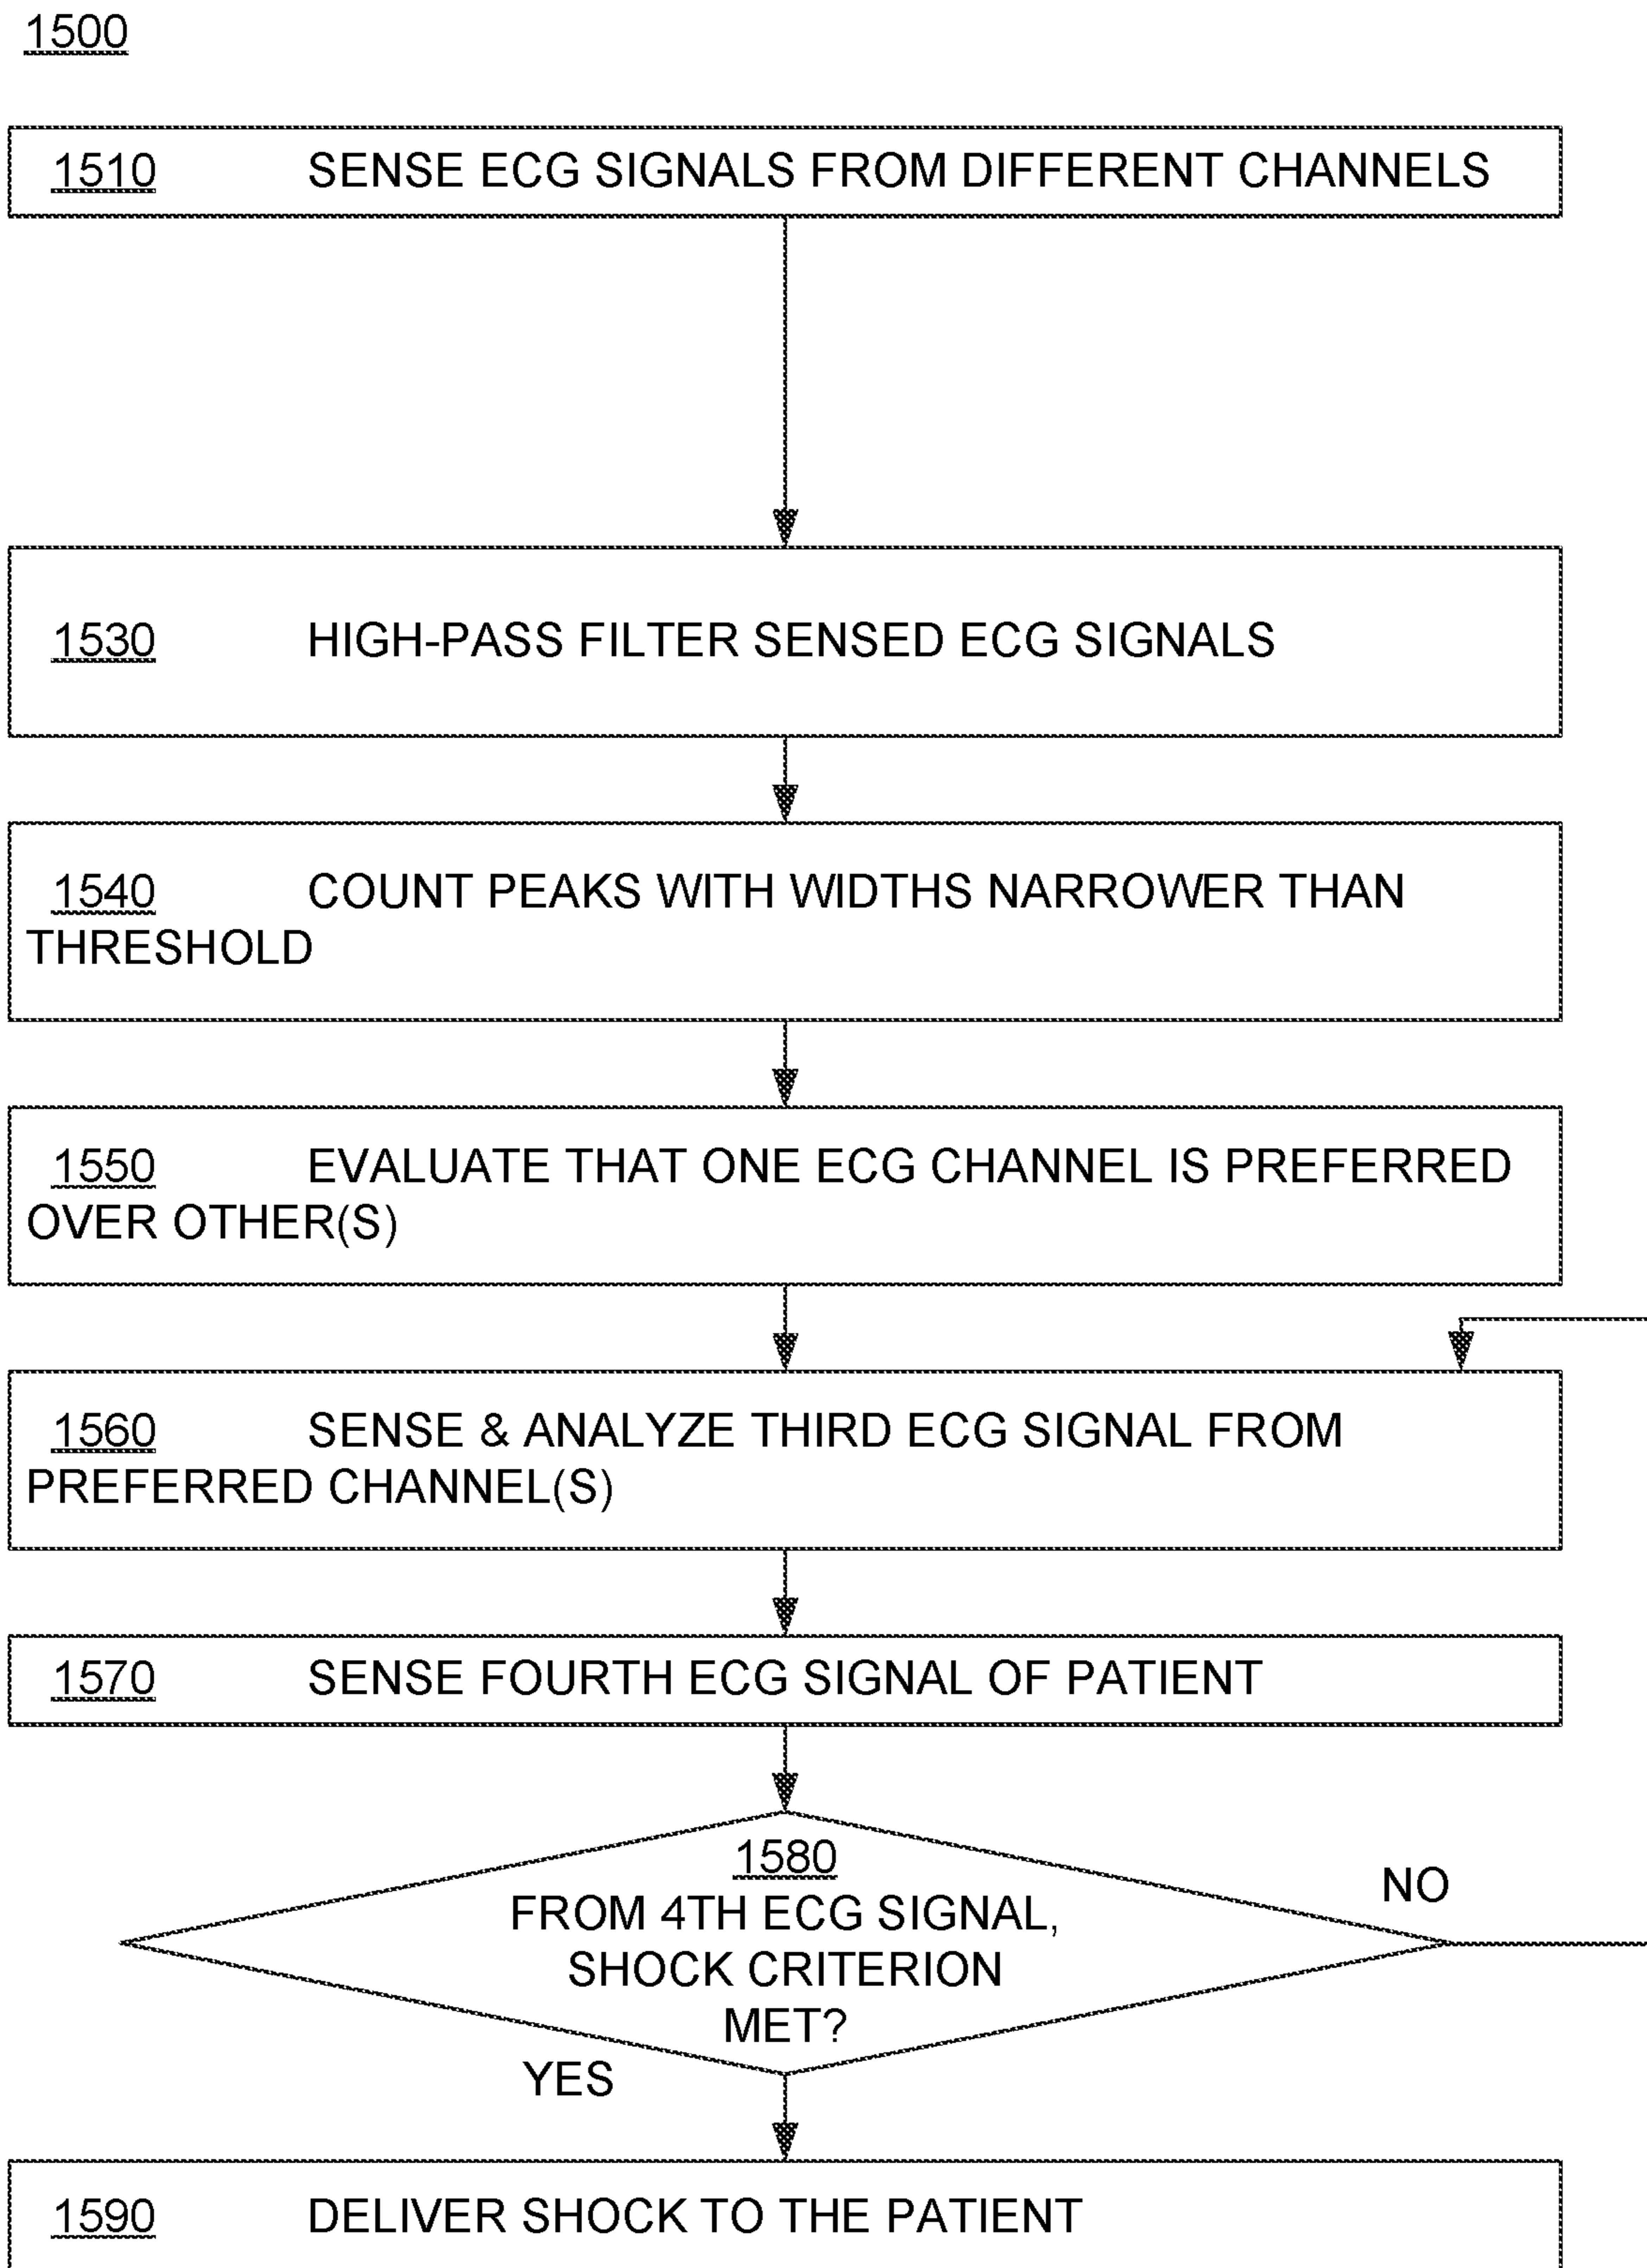 1500
1510 SENSE ECG SIGNALS FROM DIFFERENT CHANNELS
1530 HIGH-PASS FILTER SENSED ECG SIGNALS
1540 COUNT PEAKS WITH WIDTHS NARROWER THAN
THRESHOLD
1550 EVALUATE THAT ONE ECG CHANNEL IS PREFERRED
OVER OTHER(S)
1560 SENSE & ANALYZE THIRD ECG SIGNAL FROM
PREFERRED CHANNEL(S)
1570 SENSE FOURTH ECG SIGNAL OF PATIENT
1580
FROM 4TH ECG SIGNAL,
SHOCK CRITERION
MET?
NO
YES
1590 DELIVER SHOCK TO THE PATIENT